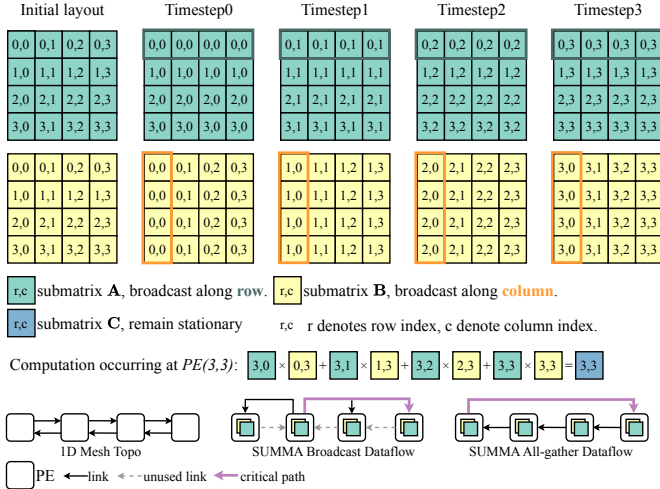 Initial layout Timestep0 Timestep1 Timestep2 Timestep3
0,0 0,1 0,2 0,3 0,0 0,0 0,0 0,0 0,1 0,1 0,1 0,1 0,2 0,2 0,2 0,2 0,3 0,3 0,3 0,3
1,0 1,1 1,2 1,3 1,0 1,0 1,0 1,0 1,1 1,1 1,1 1,1 1,2 1,2 1,2 1,2 1,3 1,3 1,3 1,3
2,0 2,1 2,2 2,3 2,0 2,0 2,0 2,0 2,1 2,1 2,1 2,1 2,2 2,2 2,2 2,2 2,3 2,3 2,3 2,3
3,0 3,1 3,2 3,3 3,0 3,0 3,0 3,0 3,1 3,1 3,1 3,1 3,2 3,2 3,2 3,2 3,3 3,3 3,3 3,3
0,0 0,1 0,2 0,3 0,0 0,1 0,2 0,3 1,0 1,1 1,2 1,3 2,0 2,1 2,2 2,3 3,0 3,1 3,2 3,3
1,0 1,1 1,2 1,3 0,0 0,1 0,2 0,3 1,0 1,1 1,2 1,3 2,0 2,1 2,2 2,3 3,0 3,1 3,2 3,3
2,0 2,1 2,2 2,3 0,0 0,1 0,2 0,3 1,0 1,1 1,2 1,3 2,0 2,1 2,2 2,3 3,0 3,1 3,2 3,3
3,0 3,1 3,2 3,3 0,0 0,1 0,2 0,3 1,0 1,1 1,2 1,3 2,0 2,1 2,2 2,3 3,0 3,1 3,2 3,3
r,c submatrix A, broadcast along row. r,c submatrix B, broadcast along column.
r,c submatrix C, remain stationary r,c r denotes row index, c denote column index.
Computation occurring at PE(3,3): 3,0 × 0,3 + 3,1 × 1,3 + 3,2 × 2,3 + 3,3 × 3,3 = 3,3
1D Mesh Topo SUMMA Broadcast Dataflow SUMMA All-gather Dataflow
PE link unused link critical path